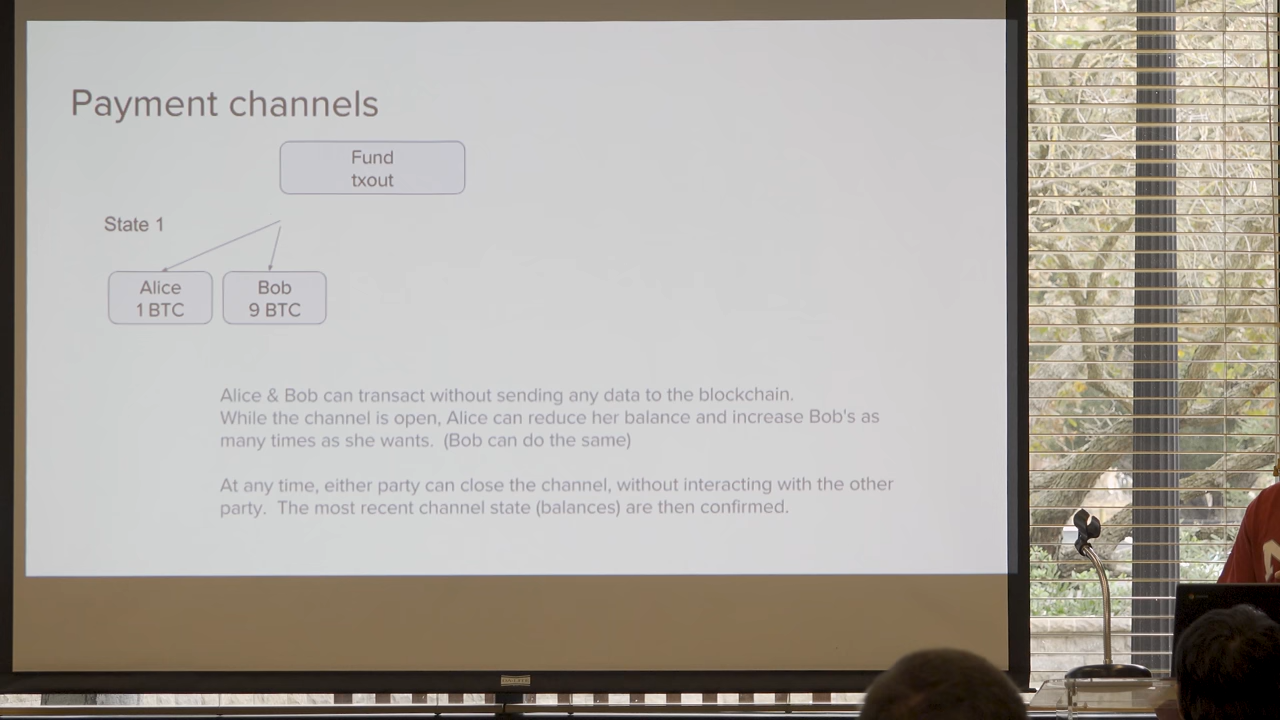 Payment channels
Fund
txout
State 1
Alice
1 BTC
Bob
9 BTC
Alice & Bob can transact without sending any data to the blockchain.
While the channel is open, Alice can reduce her balance and increase Bob's as
many times as she wants.  (Bob can do the same)
At any time, either party can close the channel, without interacting with the other
party.  The most recent channel state (balances) are then confirmed.